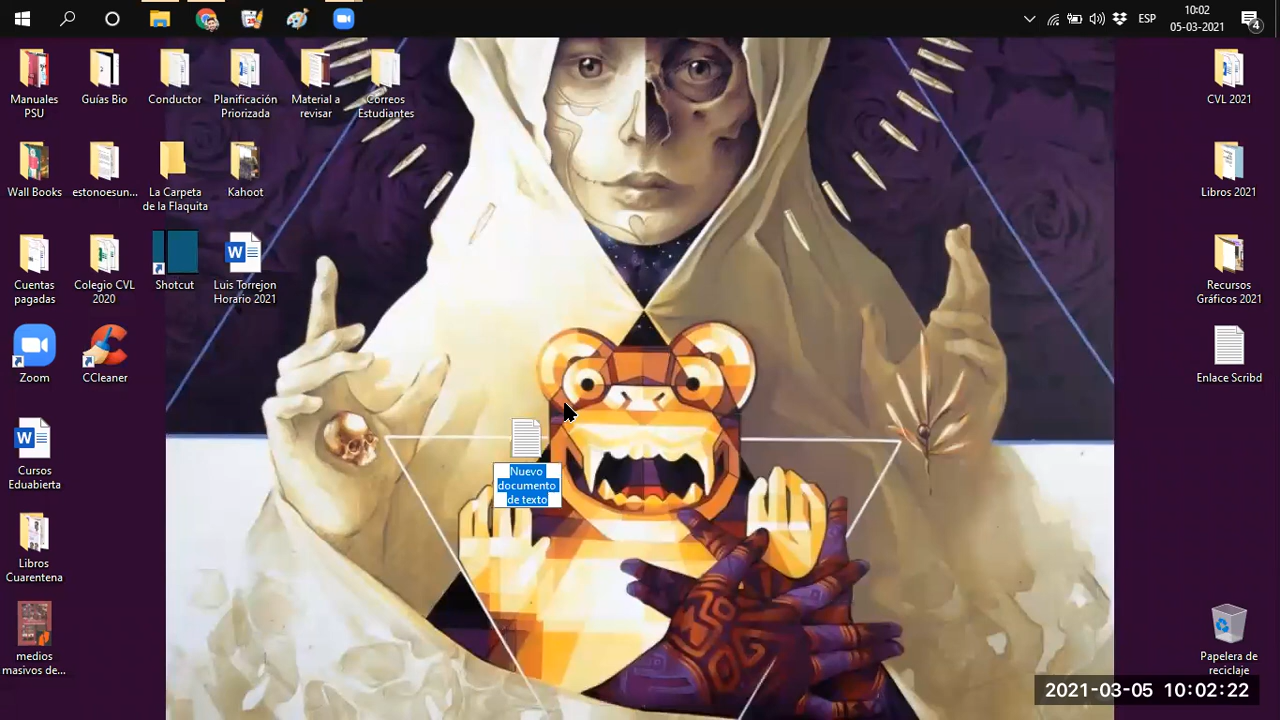 10:02
ESP
05-03-2021
4
Manuales
PSU
Guías Bio
Conductor
Planificación
Priorizada
Material a
revisar
Correos
Estudiantes
CVL 2021
Wall Books
estonoesun...
La Carpeta
de la Flaquita
Kahoot
Libros 2021
Cuentas
pagadas
Colegio CVL
2020
Shotcut
Luis Torrejon
Horario 2021
Recursos
Gráficos 2021
Zoom
CCleaner
Enlace Scribd
Cursos
Eduabierta
Nuevo
documento
de texto
Libros
Cuarentena
medios
masivos de...
Papelera de
reciclaje
2021-03-05 10:02:22